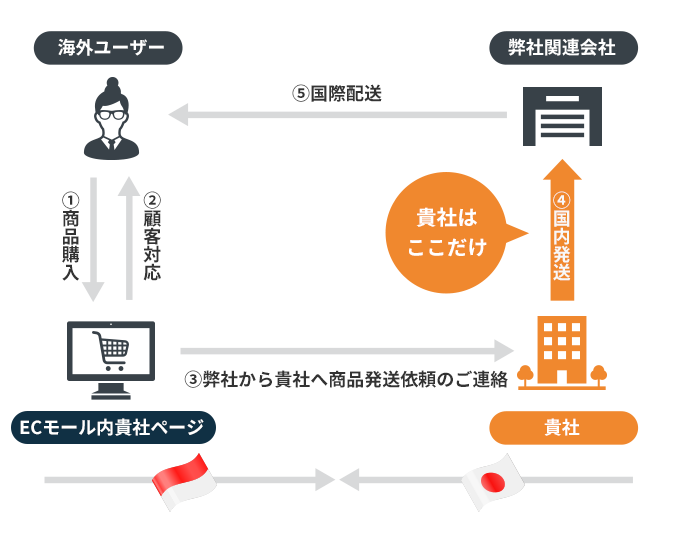 海外ユーザー
弊社関連会社
⑤国際配送
①商品購入
②顧客対応
貴社は
ここだけ
④国内発送
③弊社から貴社へ商品発送依頼のご連絡
ECモール内貴社ページ
貴社